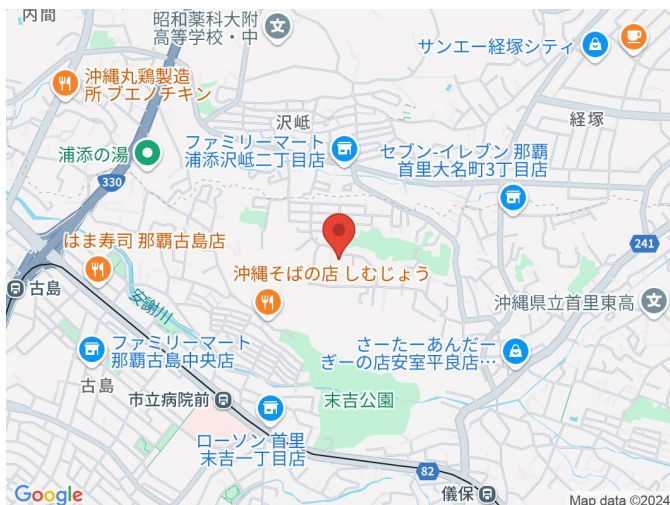 内間
昭和薬科大附
高等学校・中
サンエー経塚シティ
沖縄丸鶏製造
所 ブエノチキン
沢岻
経塚
ファミリーマート
浦添沢岻二丁目店
浦添の湯
セブン-イレブン 那覇
首里大名町3丁目店
330
はま寿司 那覇古島店
241
沖縄そばの店 しむじょう
古島
安謝川
沖縄県立首里東高
ファミリーマート
那覇古島中央店
さーたーあんだー
ぎーの店安室平良店…
古島
市立病院前
末吉公園
ローソン 首里
末吉一丁目店
82
儀保
Google
Map data ©2024